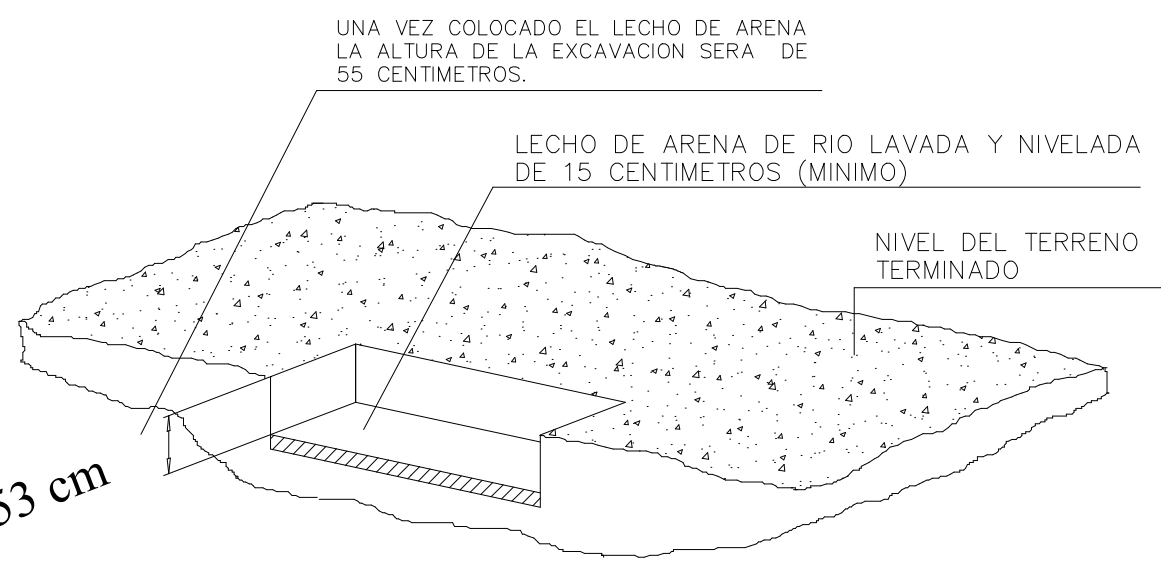 UNA VEZ COLOCADO EL LECHO DE ARENA
LA ALTURA DE LA EXCAVACION SERA DE
55 CENTIMETROS.
LECHO DE ARENA DE RIO LAVADA Y NIVELADA
DE 15 CENTIMETROS (MINIMO)
NIVEL DEL TERRENO
TERMINADO
53 cm